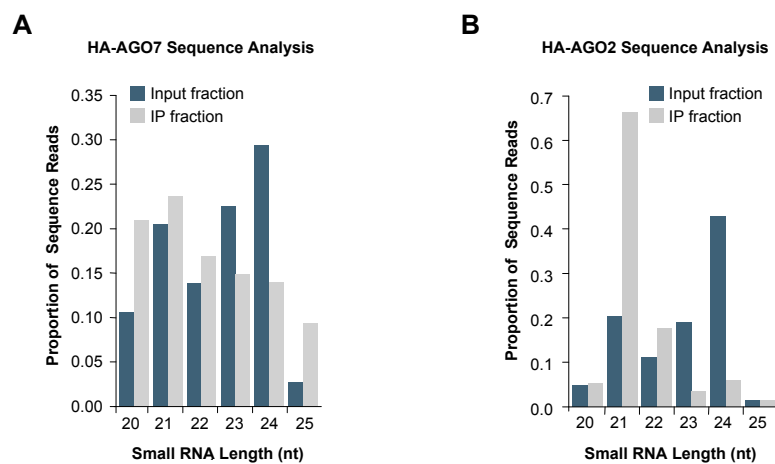 A
HA-AGO7 Sequence Analysis
Input fraction
IP fraction
Proportion of Sequence Reads
0.35
0.30
0.25
0.20
0.15
0.10
0.05
0.00
20 21 22 23 24 25
Small RNA Length (nt)
B
HA-AGO2 Sequence Analysis
Input fraction
IP fraction
Proportion of Sequence Reads
0.7
0.6
0.5
0.4
0.3
0.2
0.1
0.0
20 21 22 23 24 25
Small RNA Length (nt)